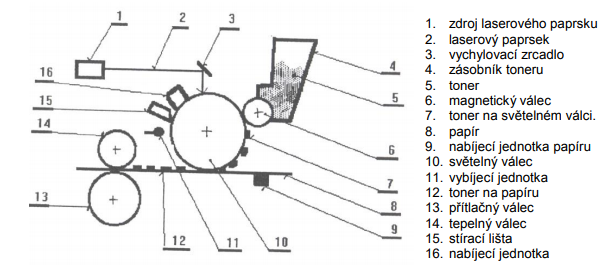 1
2
3
16
15
14
4
5
6
7
8
9
10
11
12
13
1. zdroj laserového paprsku
2. laserový paprsek
3. vychylovací zrcadlo
4. zásobník toneru
5. toner
6. magnetický válec
7. toner na světelném válci.
8. papír
9. nabíjecí jednotka papíru
10. světelný válec
11. vybíjecí jednotka
12. toner na papíru
13. přítlačný válec
14. tepelný válec
15. stírací lišta
16. nabíjecí jednotka